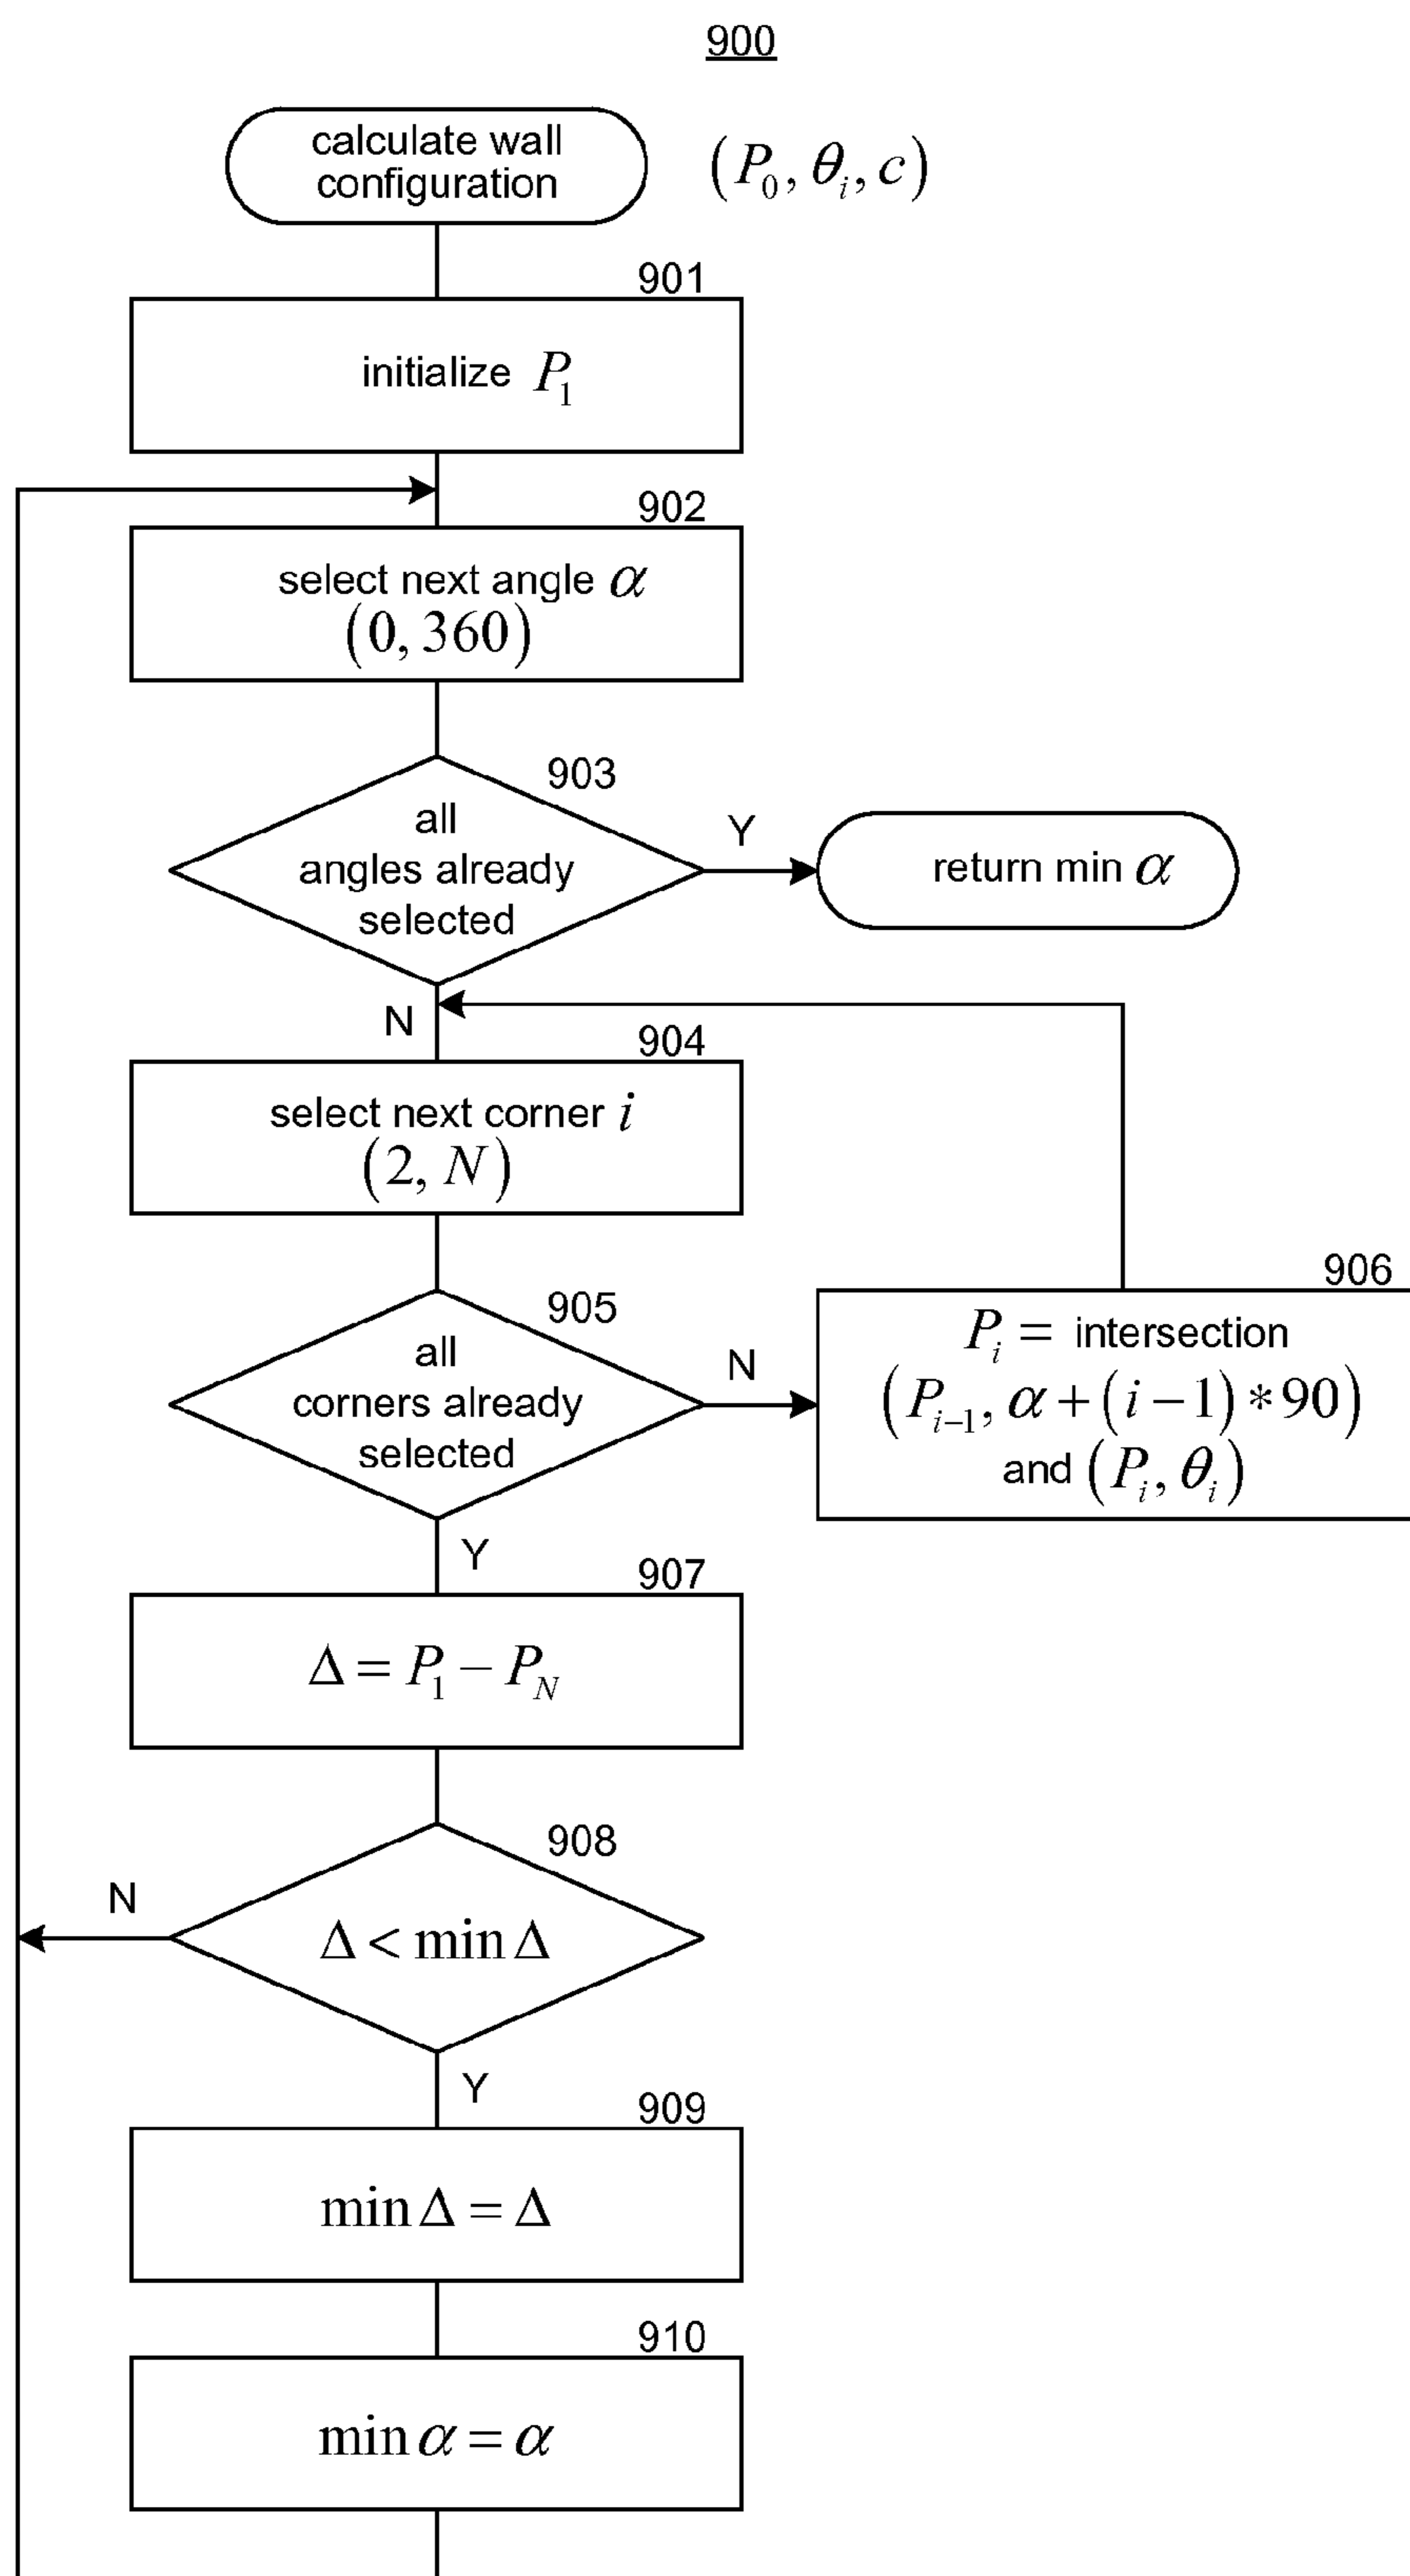 900
calculate wall
configuration
(P₀, θᵢ, c)
901
initialize P₁
902
select next angle α
(0, 360)
903
all
angles already
selected
Y
return min α
N
904
select next corner i
(2, N)
905
all
corners already
selected
N
906
Pᵢ = intersection
(Pᵢ₋₁, α + (i − 1) * 90)
and (Pᵢ, θᵢ)
Y
907
Δ = P₁ − P_N
908
N
Δ < min Δ
Y
909
min Δ = Δ
910
min α = α